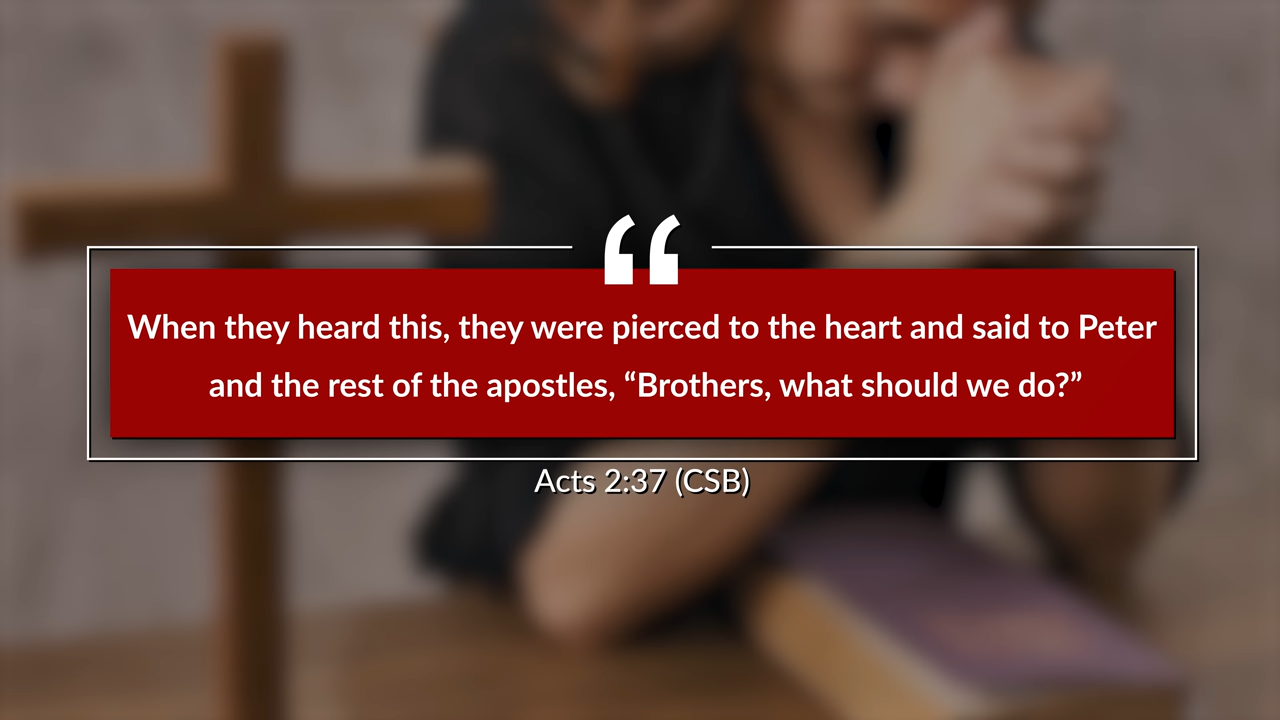 “
When they heard this, they were pierced to the heart and said to Peter
and the rest of the apostles, “Brothers, what should we do?”
Acts 2:37 (CSB)